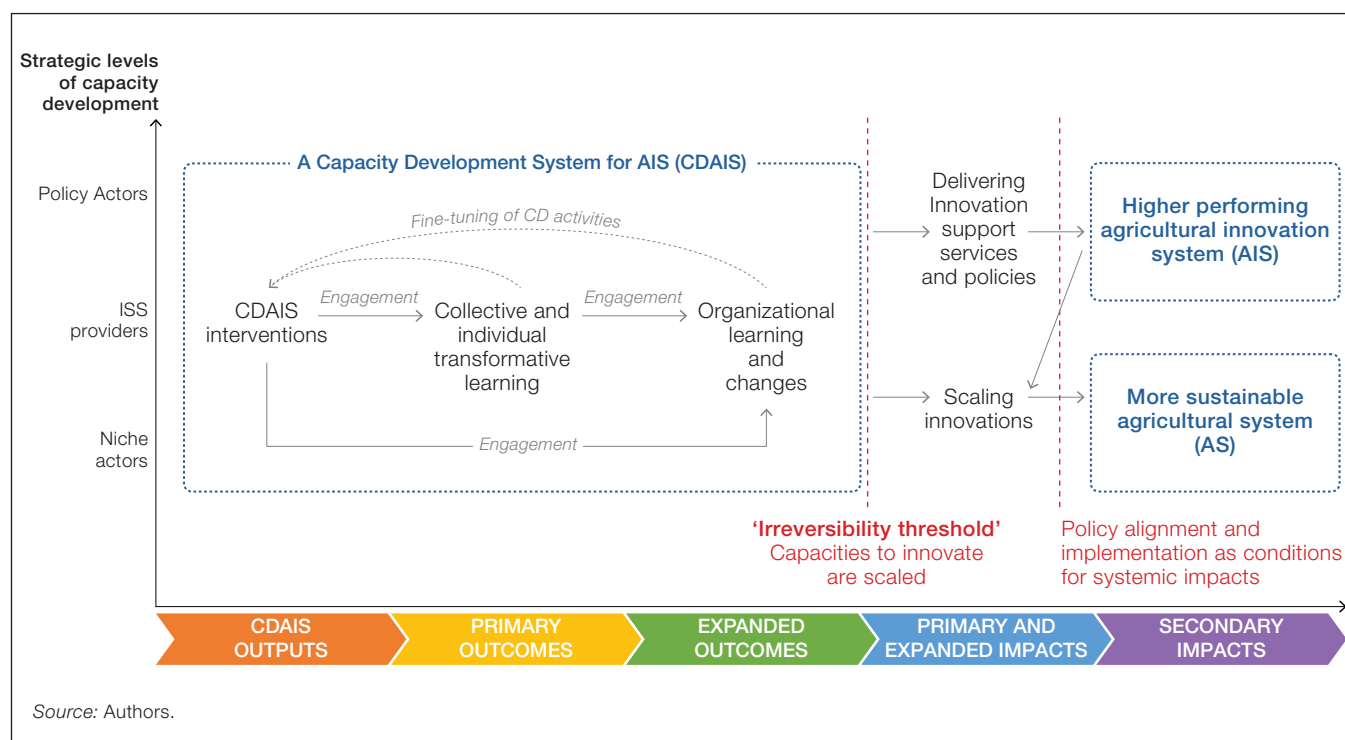 Strategic levels
of capacity
development
A Capacity Development System for AIS (CDAIS)
Policy Actors
ISS
providers
Niche
actors
Fine-tuning of CD activities
CDAIS
interventions
Engagement
Collective and
individual
transformative
learning
Engagement
Organizational
learning
and
changes
Engagement
Delivering
Innovation
support
services
and policies
Higher performing
agricultural innovation
system (AIS)
Scaling
innovations
More sustainable
agricultural system
(AS)
‘Irreversibility threshold’
Capacities to innovate
are scaled
Policy alignment and
implementation as conditions
for systemic impacts
CDAIS
OUTPUTS
PRIMARY
OUTCOMES
EXPANDED
OUTCOMES
PRIMARY AND
EXPANDED IMPACTS
SECONDARY
IMPACTS
Source: Authors.